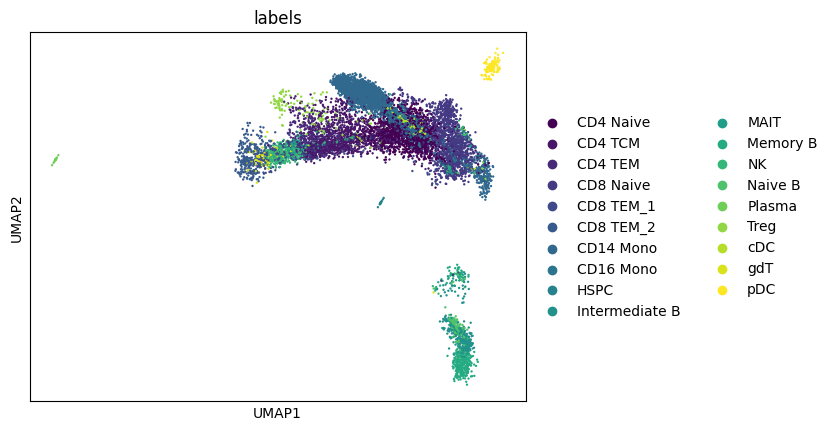 labels
UMAP2
UMAP1
CD4 Naive
CD4 TCM
CD4 TEM
CD8 Naive
CD8 TEM_1
CD8 TEM_2
CD14 Mono
CD16 Mono
HSPC
Intermediate B
MAIT
Memory B
NK
Naive B
Plasma
Treg
cDC
gdT
pDC